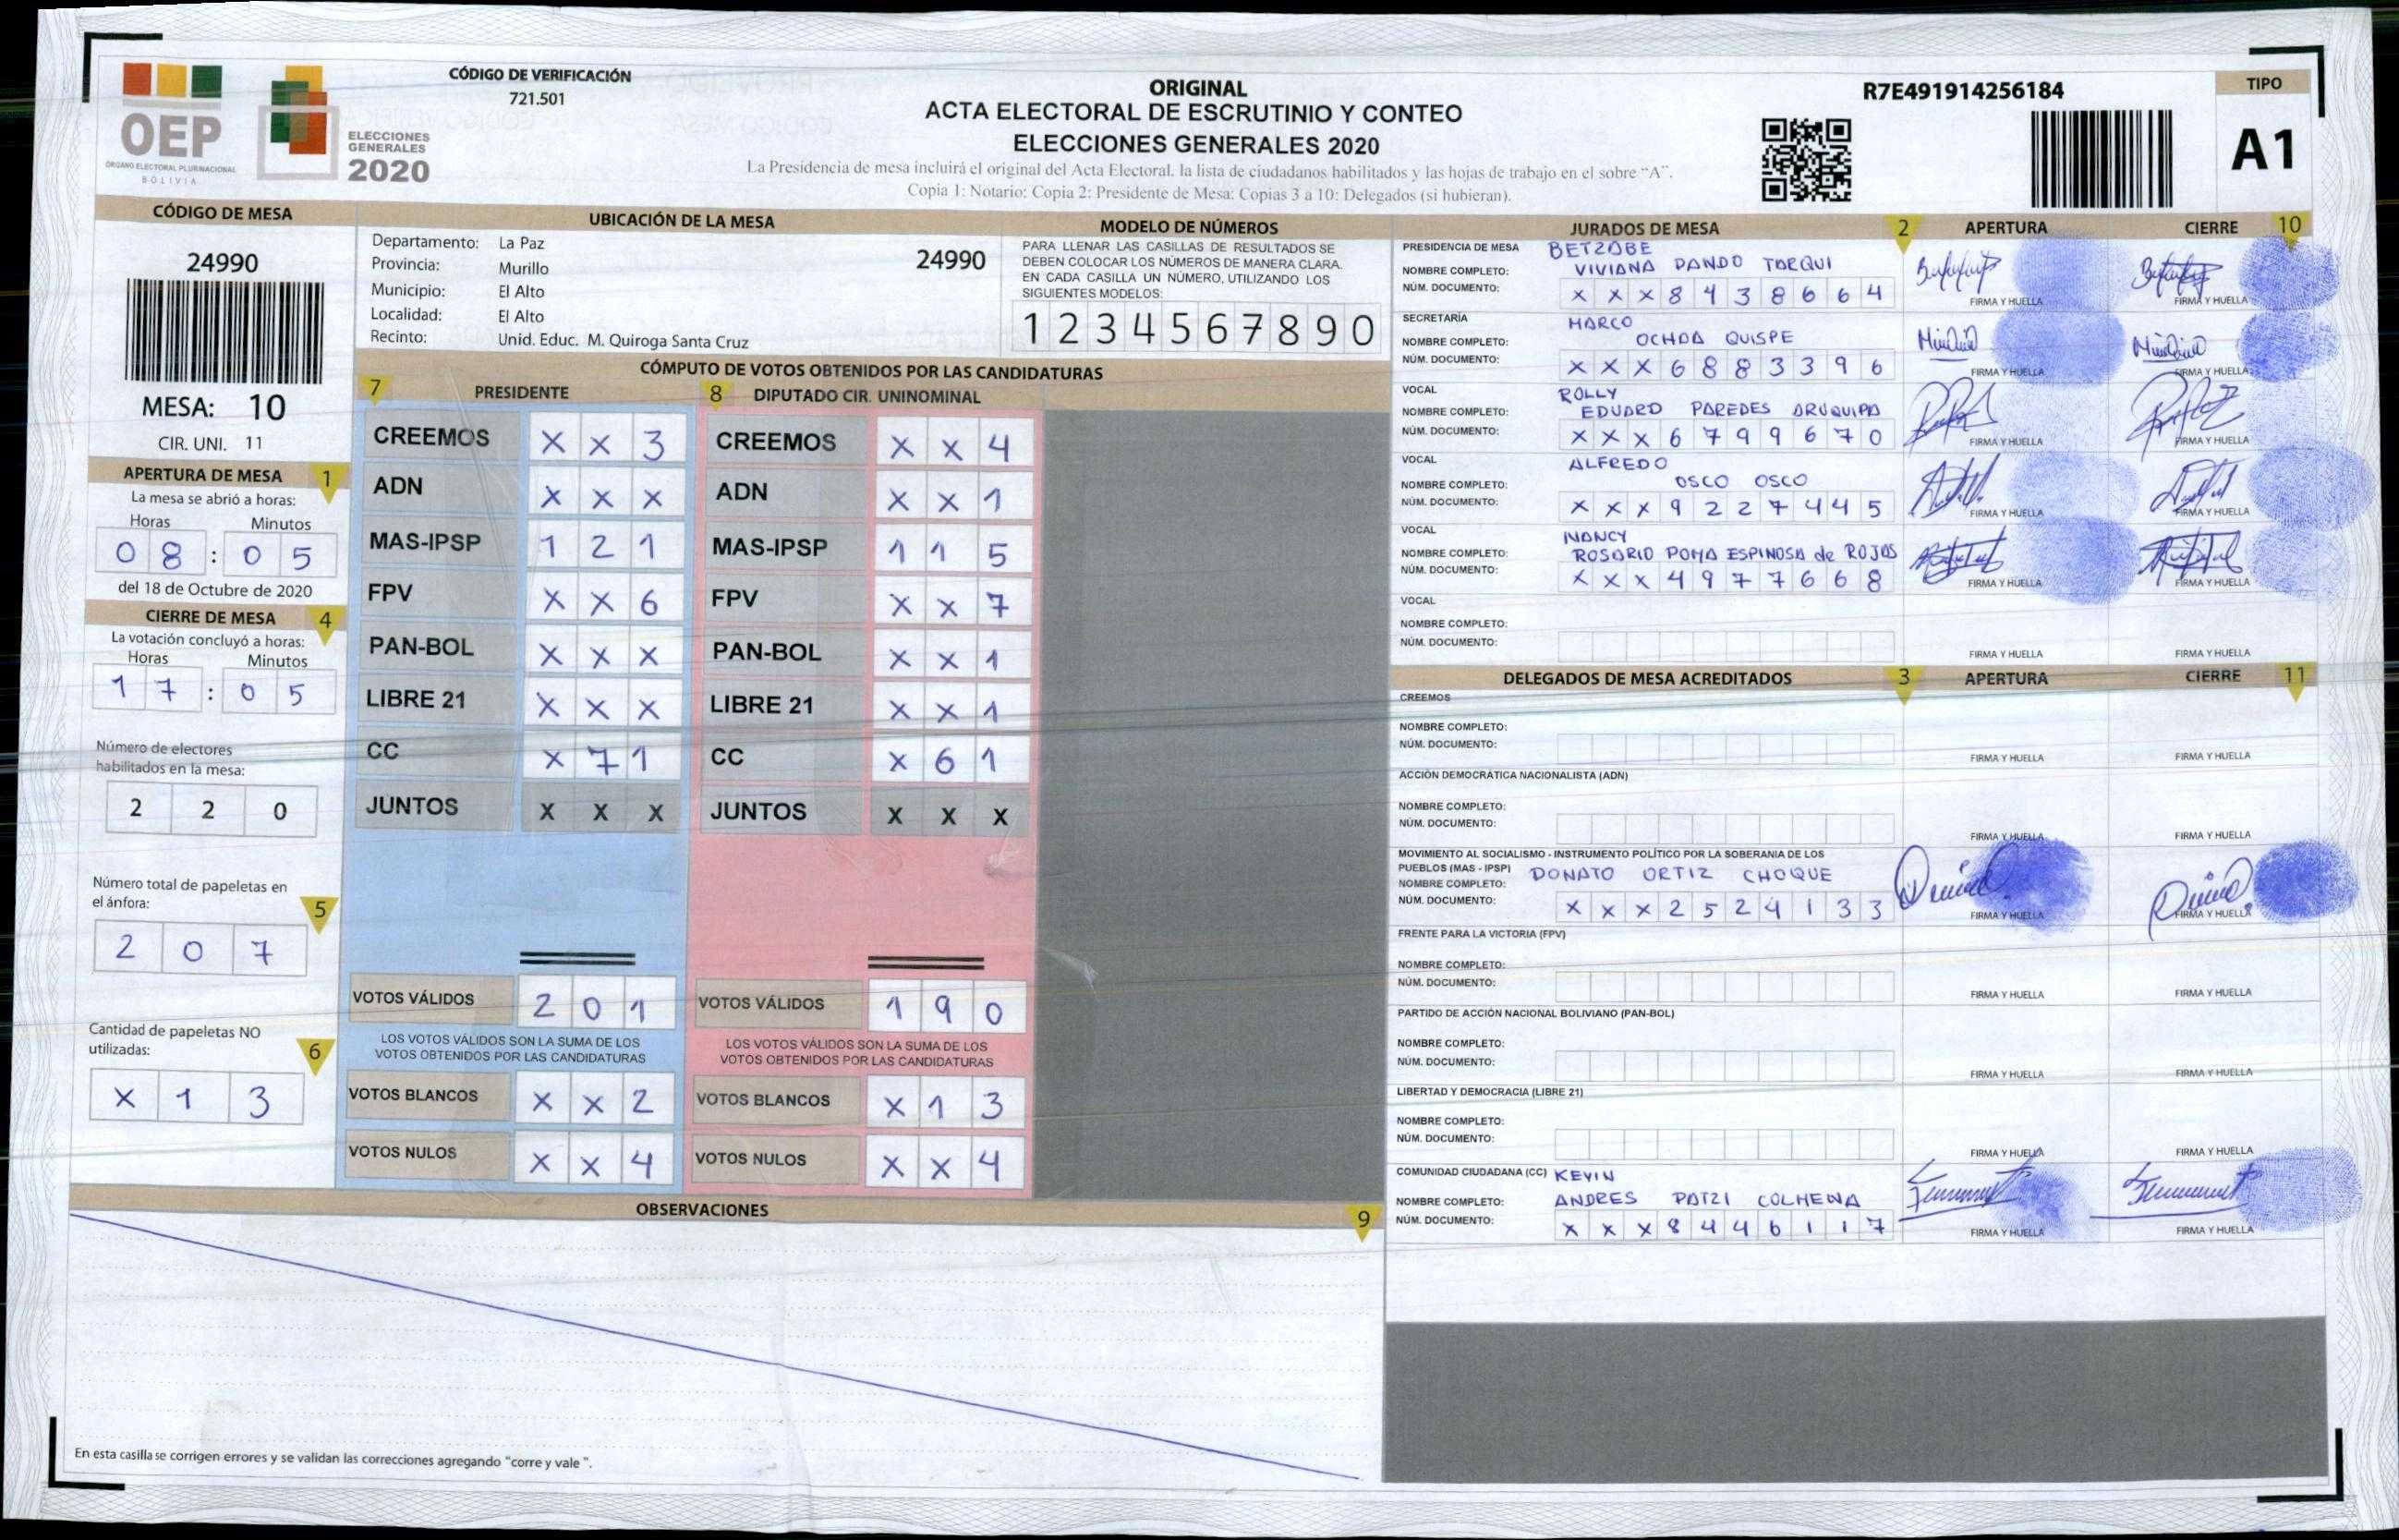 OEP
ÓRGANO ELECTORAL PLURINACIONAL
BOLIVIA
ELECCIONES
GENERALES
2020
CÓDIGO DE VERIFICACIÓN
721.501
ORIGINAL
ACTA ELECTORAL DE ESCRUTINIO Y CONTEO
ELECCIONES GENERALES 2020
La Presidencia de mesa incluirá el original del Acta Electoral, la lista de ciudadanos habilitados y las hojas de trabajo en el sobre "A".
Copia 1: Notario; Copia 2: Presidente de Mesa; Copias 3 a 10: Delegados (si hubieran).
R7E491914256184
TIPO
A1
CÓDIGO DE MESA
24990
MESA: 10
CIR. UNI. 11
APERTURA DE MESA 1
La mesa se abrió a horas:
Horas Minutos
0 8 : 0 5
del 18 de Octubre de 2020
CIERRE DE MESA 4
La votación concluyó a horas:
Horas Minutos
1 7 : 0 5
Número de electores
habilitados en la mesa:
2 2 0
Número total de papeletas en
el ánfora: 5
2 0 7
Cantidad de papeletas NO
utilizadas: 6
X 1 3
UBICACIÓN DE LA MESA
Departamento: La Paz
Provincia: Murillo
Municipio: El Alto
Localidad: El Alto
Recinto: Unid. Educ. M. Quiroga Santa Cruz
24990
MODELO DE NÚMEROS
PARA LLENAR LAS CASILLAS DE RESULTADOS SE
DEBEN COLOCAR LOS NÚMEROS DE MANERA CLARA.
EN CADA CASILLA UN NÚMERO, UTILIZANDO LOS
SIGUIENTES MODELOS:
1 2 3 4 5 6 7 8 9 0
CÓMPUTO DE VOTOS OBTENIDOS POR LAS CANDIDATURAS
7 PRESIDENTE
CREEMOS X X 3
ADN X X X
MAS-IPSP 1 2 1
FPV X X 6
PAN-BOL X X X
LIBRE 21 X X X
CC X 7 1
JUNTOS X X X
VOTOS VÁLIDOS 2 0 1
LOS VOTOS VÁLIDOS SON LA SUMA DE LOS
VOTOS OBTENIDOS POR LAS CANDIDATURAS
VOTOS BLANCOS X X 2
VOTOS NULOS X X 4
8 DIPUTADO CIR. UNINOMINAL
CREEMOS X X 4
ADN X X 1
MAS-IPSP 1 1 5
FPV X X 7
PAN-BOL X X 1
LIBRE 21 X X 1
CC X 6 1
JUNTOS X X X
VOTOS VÁLIDOS 1 9 0
LOS VOTOS VÁLIDOS SON LA SUMA DE LOS
VOTOS OBTENIDOS POR LAS CANDIDATURAS
VOTOS BLANCOS X 1 3
VOTOS NULOS X X 4
OBSERVACIONES 9
En esta casilla se corrigen errores y se validan las correcciones agregando "corre y vale ".
JURADOS DE MESA 2 APERTURA CIERRE 10
PRESIDENCIA DE MESA BETZABE
NOMBRE COMPLETO: VIVIANA PANDO TARQUI
NÚM. DOCUMENTO: X X X 8 4 3 8 6 6 4
FIRMA Y HUELLA FIRMA Y HUELLA
SECRETARÍA MARCO
NOMBRE COMPLETO: OCHOA QUISPE
NÚM. DOCUMENTO: X X X 6 8 8 3 3 9 6
FIRMA Y HUELLA FIRMA Y HUELLA
VOCAL ROLLY
NOMBRE COMPLETO: EDUARD PAREDES ARUQUIPA
NÚM. DOCUMENTO: X X X 6 7 9 9 6 7 0
FIRMA Y HUELLA FIRMA Y HUELLA
VOCAL ALFREDO
NOMBRE COMPLETO: OSCO OSCO
NÚM. DOCUMENTO: X X X 9 2 2 7 4 4 5
FIRMA Y HUELLA FIRMA Y HUELLA
VOCAL NANCY
NOMBRE COMPLETO: ROSARIO POMA ESPINOSA de ROJAS
NÚM. DOCUMENTO: X X X 4 9 7 7 6 6 8
FIRMA Y HUELLA FIRMA Y HUELLA
VOCAL
NOMBRE COMPLETO:
NÚM. DOCUMENTO:
FIRMA Y HUELLA FIRMA Y HUELLA
DELEGADOS DE MESA ACREDITADOS 3 APERTURA CIERRE 11
CREEMOS
NOMBRE COMPLETO:
NÚM. DOCUMENTO:
FIRMA Y HUELLA FIRMA Y HUELLA
ACCIÓN DEMOCRÁTICA NACIONALISTA (ADN)
NOMBRE COMPLETO:
NÚM. DOCUMENTO:
FIRMA Y HUELLA FIRMA Y HUELLA
MOVIMIENTO AL SOCIALISMO - INSTRUMENTO POLÍTICO POR LA SOBERANIA DE LOS
PUEBLOS (MAS - IPSP) DONATO ORTIZ CHOQUE
NOMBRE COMPLETO:
NÚM. DOCUMENTO: X X X 2 5 2 4 1 3 3
FIRMA Y HUELLA FIRMA Y HUELLA
FRENTE PARA LA VICTORIA (FPV)
NOMBRE COMPLETO:
NÚM. DOCUMENTO:
FIRMA Y HUELLA FIRMA Y HUELLA
PARTIDO DE ACCIÓN NACIONAL BOLIVIANO (PAN-BOL)
NOMBRE COMPLETO:
NÚM. DOCUMENTO:
FIRMA Y HUELLA FIRMA Y HUELLA
LIBERTAD Y DEMOCRACIA (LIBRE 21)
NOMBRE COMPLETO:
NÚM. DOCUMENTO:
FIRMA Y HUELLA FIRMA Y HUELLA
COMUNIDAD CIUDADANA (CC) KEVIN
NOMBRE COMPLETO: ANDRES PATZI COLMENA
NÚM. DOCUMENTO: X X X 8 4 4 6 1 1 7
FIRMA Y HUELLA FIRMA Y HUELLA